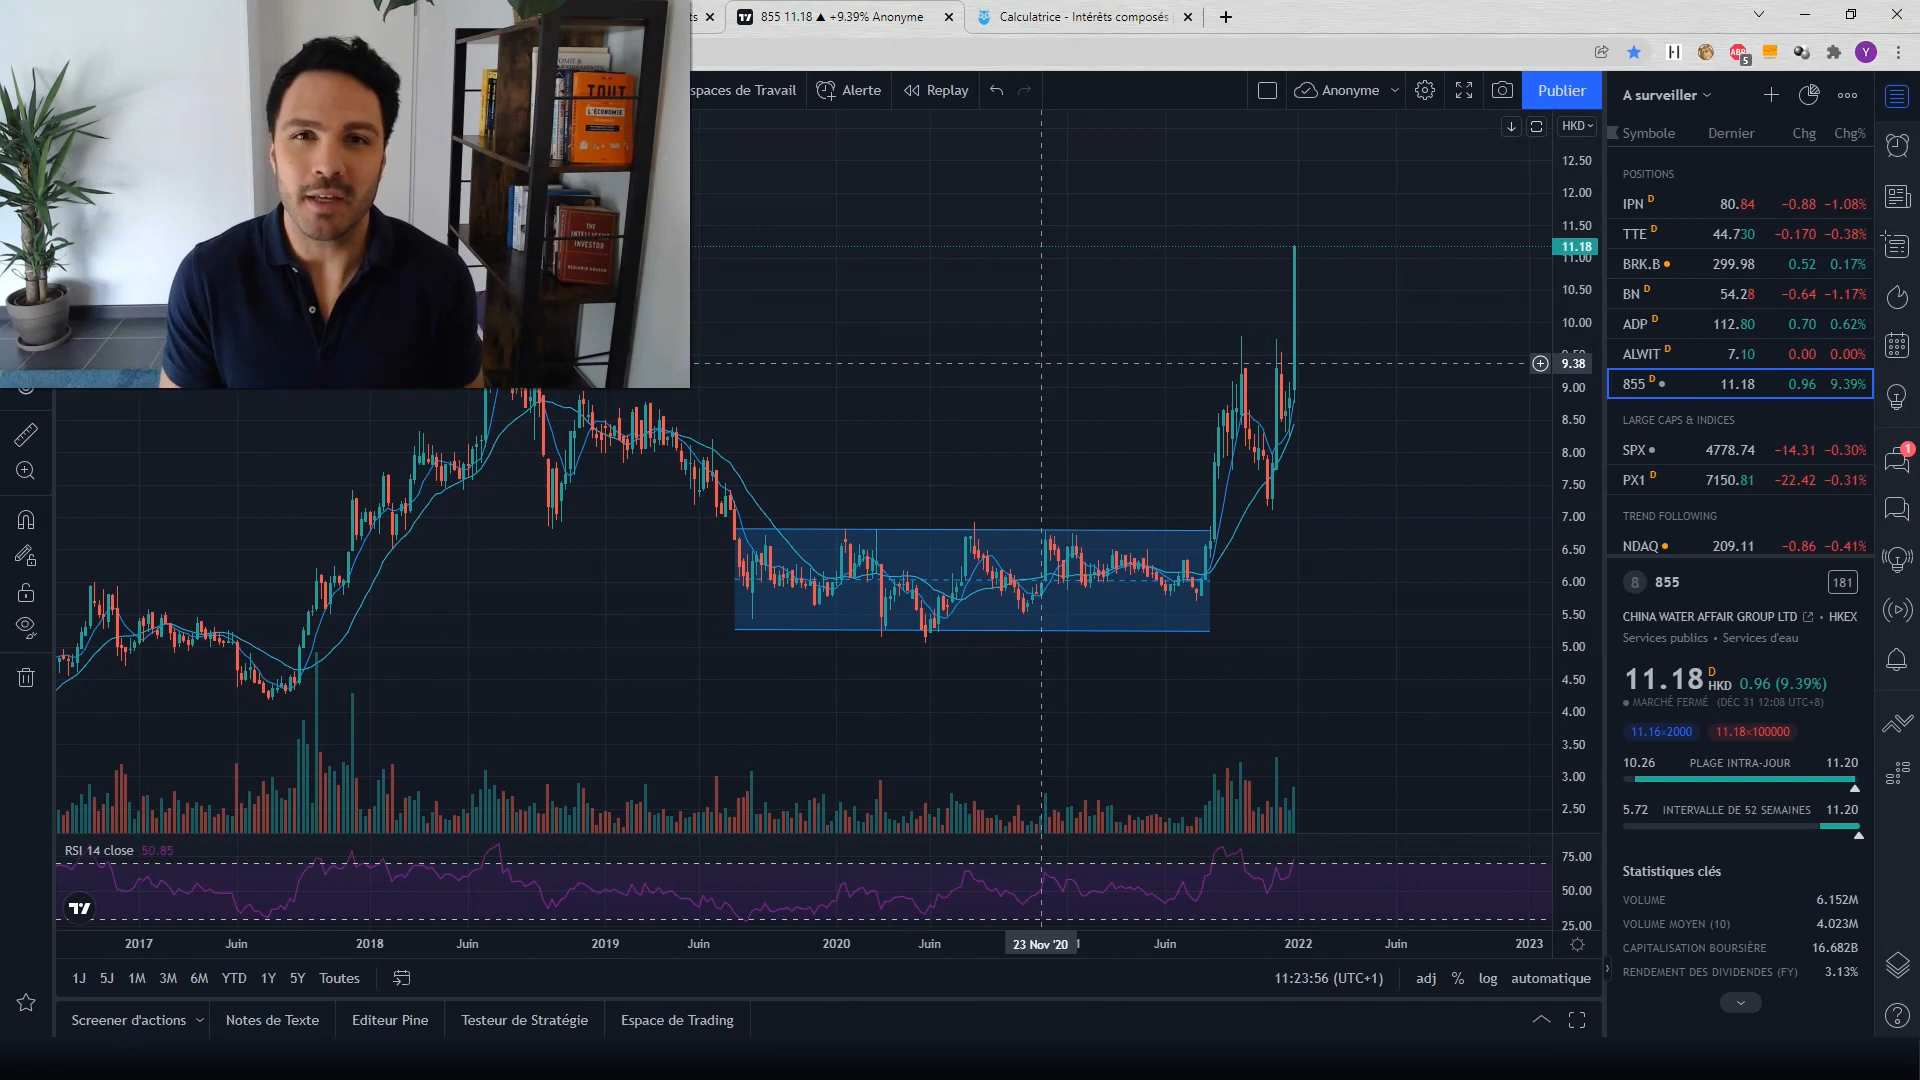 ts
855 11.18 ▲ +9.39% Anonyme
Calculatrice - Intérêts composés
5
Y
spaces de Travail
Alerte
Replay
Anonyme
Publier
HKD
TOUT
L'ECONOMIE
THE INTELLIGENT INVESTOR
BENJAMIN GRAHAM
12.50
12.00
11.50
11.18
11.00
10.50
10.00
9.38
9.00
8.50
8.00
7.50
7.00
6.50
6.00
5.50
5.00
4.50
4.00
3.50
3.00
2.50
RSI 14 close 50.85
75.00
50.00
25.00
2017 Juin 2018 Juin 2019 Juin 2020 Juin 23 Nov '20 Juin 2022 Juin 2023
1J 5J 1M 3M 6M YTD 1Y 5Y Toutes
11:23:56 (UTC+1) adj % log automatique
Screener d'actions Notes de Texte Editeur Pine Testeur de Stratégie Espace de Trading
A surveiller
Symbole Dernier Chg Chg%
POSITIONS
IPN D 80.84 −0.88 −1.08%
TTE D 44.730 −0.170 −0.38%
BRK.B 299.98 0.52 0.17%
BN D 54.28 −0.64 −1.17%
ADP D 112.80 0.70 0.62%
ALWIT D 7.10 0.00 0.00%
855 D 11.18 0.96 9.39%
LARGE CAPS & INDICES
SPX 4778.74 −14.31 −0.30%
PX1 D 7150.81 −22.42 −0.31%
TREND FOLLOWING
NDAQ 209.11 −0.86 −0.41%
8 855 181
CHINA WATER AFFAIR GROUP LTD • HKEX
Services publics • Services d'eau
11.18 D HKD 0.96 (9.39%)
MARCHÉ FERMÉ (DÉC 31 12:08 UTC+8)
11.16×2000 11.18×100000
10.26 PLAGE INTRA-JOUR 11.20
5.72 INTERVALLE DE 52 SEMAINES 11.20
Statistiques clés
VOLUME 6.152M
VOLUME MOYEN (10) 4.023M
CAPITALISATION BOURSIÈRE 16.682B
RENDEMENT DES DIVIDENDES (FY) 3.13%
1